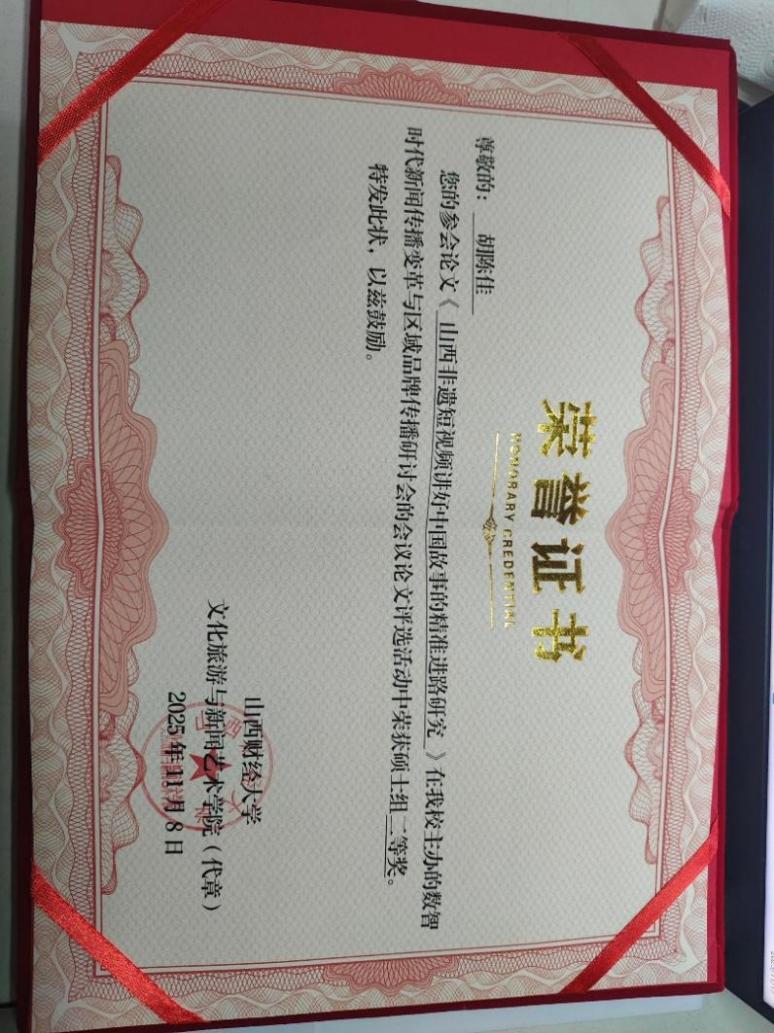 荣誉证书
HONORARY CREDENTIAL
尊敬的：胡陈佳
您的参会论文《山西非遗短视频讲好中国故事的精准进路研究》在我校主办的数智
时代新闻传播变革与区域品牌传播研讨会的会议论文评选活动中荣获硕士组二等奖。
特发此状，以兹鼓励。
山西财经大学
文化旅游与新闻艺术学院（代章）
2025年11月8日